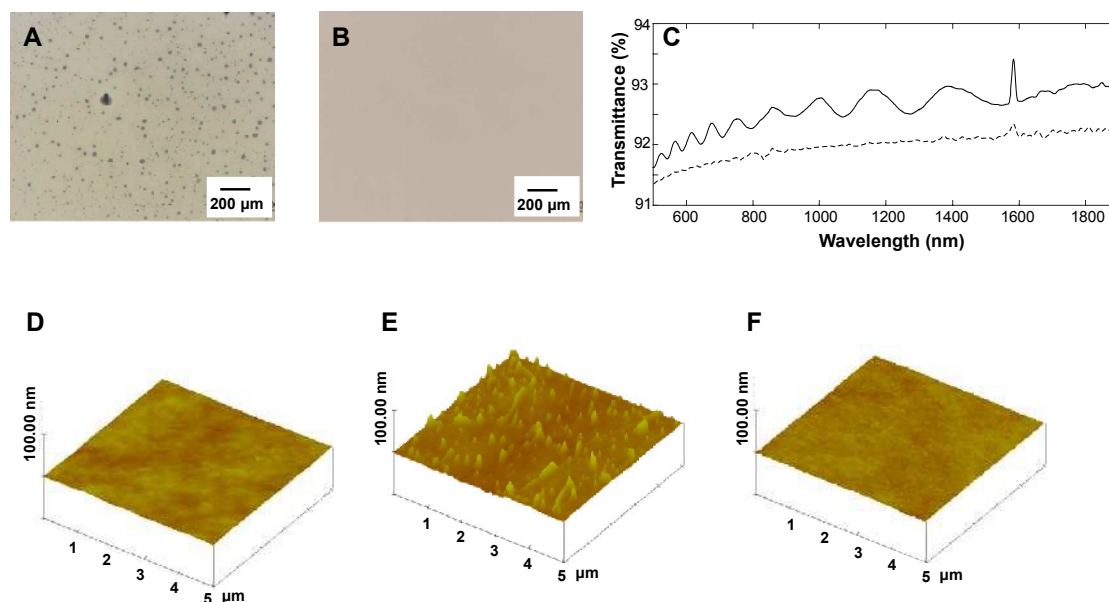 A
200 µm
B
200 µm
C
Transmittance (%)
94
93
92
91
600 800 1000 1200 1400 1600 1800
Wavelength (nm)
D
100.00 nm
1 2 3 4 5 µm
E
100.00 nm
1 2 3 4 5 µm
F
100.00 nm
1 2 3 4 5 µm